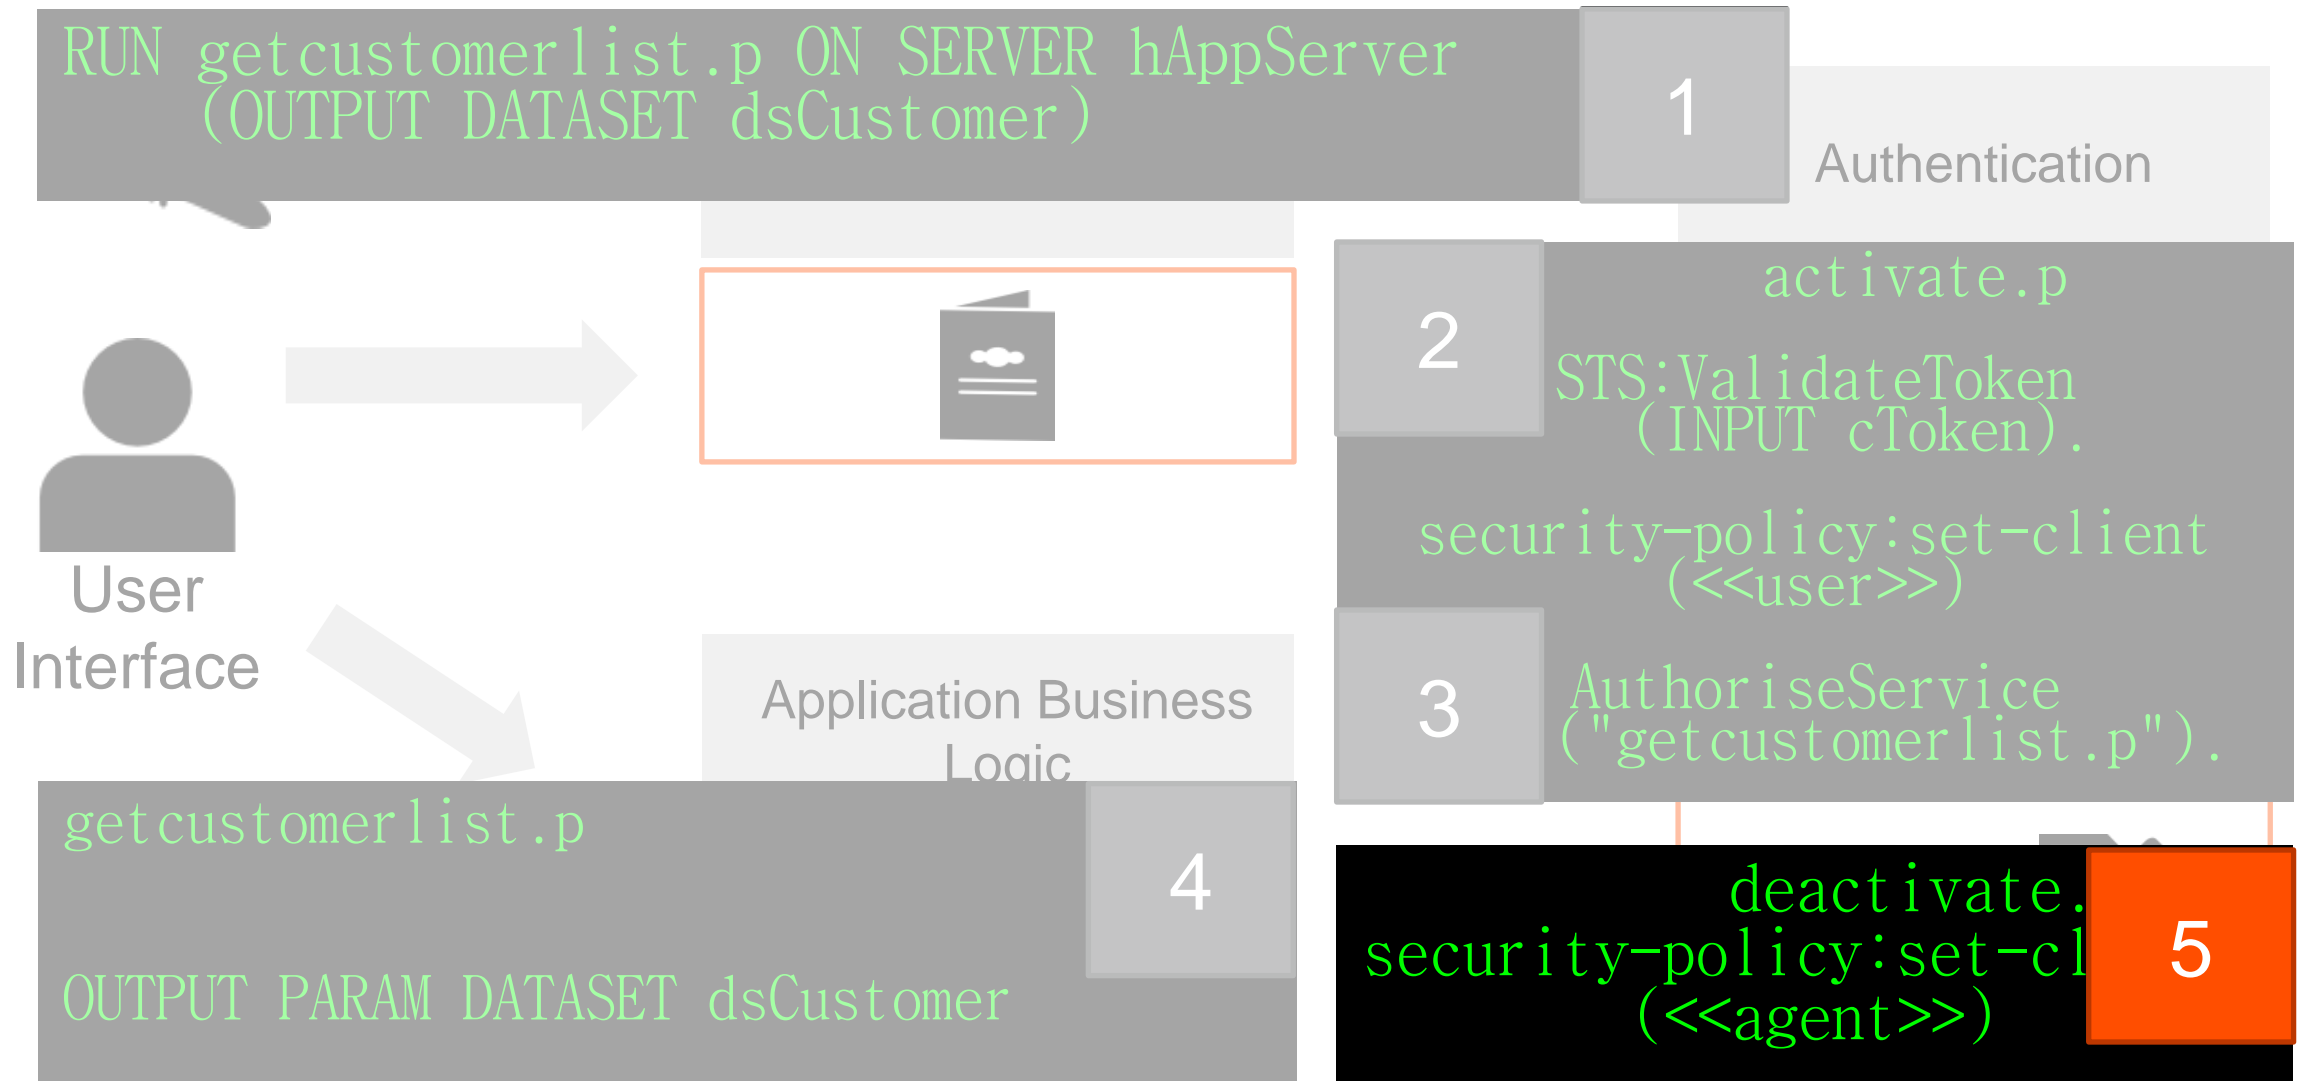 RUN getcustomerlist.p ON SERVER hAppServer
(OUTPUT DATASET dsCustomer)
1
Authentication
2
activate.p
STS:ValidateToken
(INPUT cToken).
security-policy:set-client
(<<user>>)
User
Interface
3
AuthoriseService
("getcustomerlist.p").
Application Business
Logic
getcustomerlist.p
4
OUTPUT PARAM DATASET dsCustomer
deactivate.
security-policy:set-cl
(<<agent>>)
5